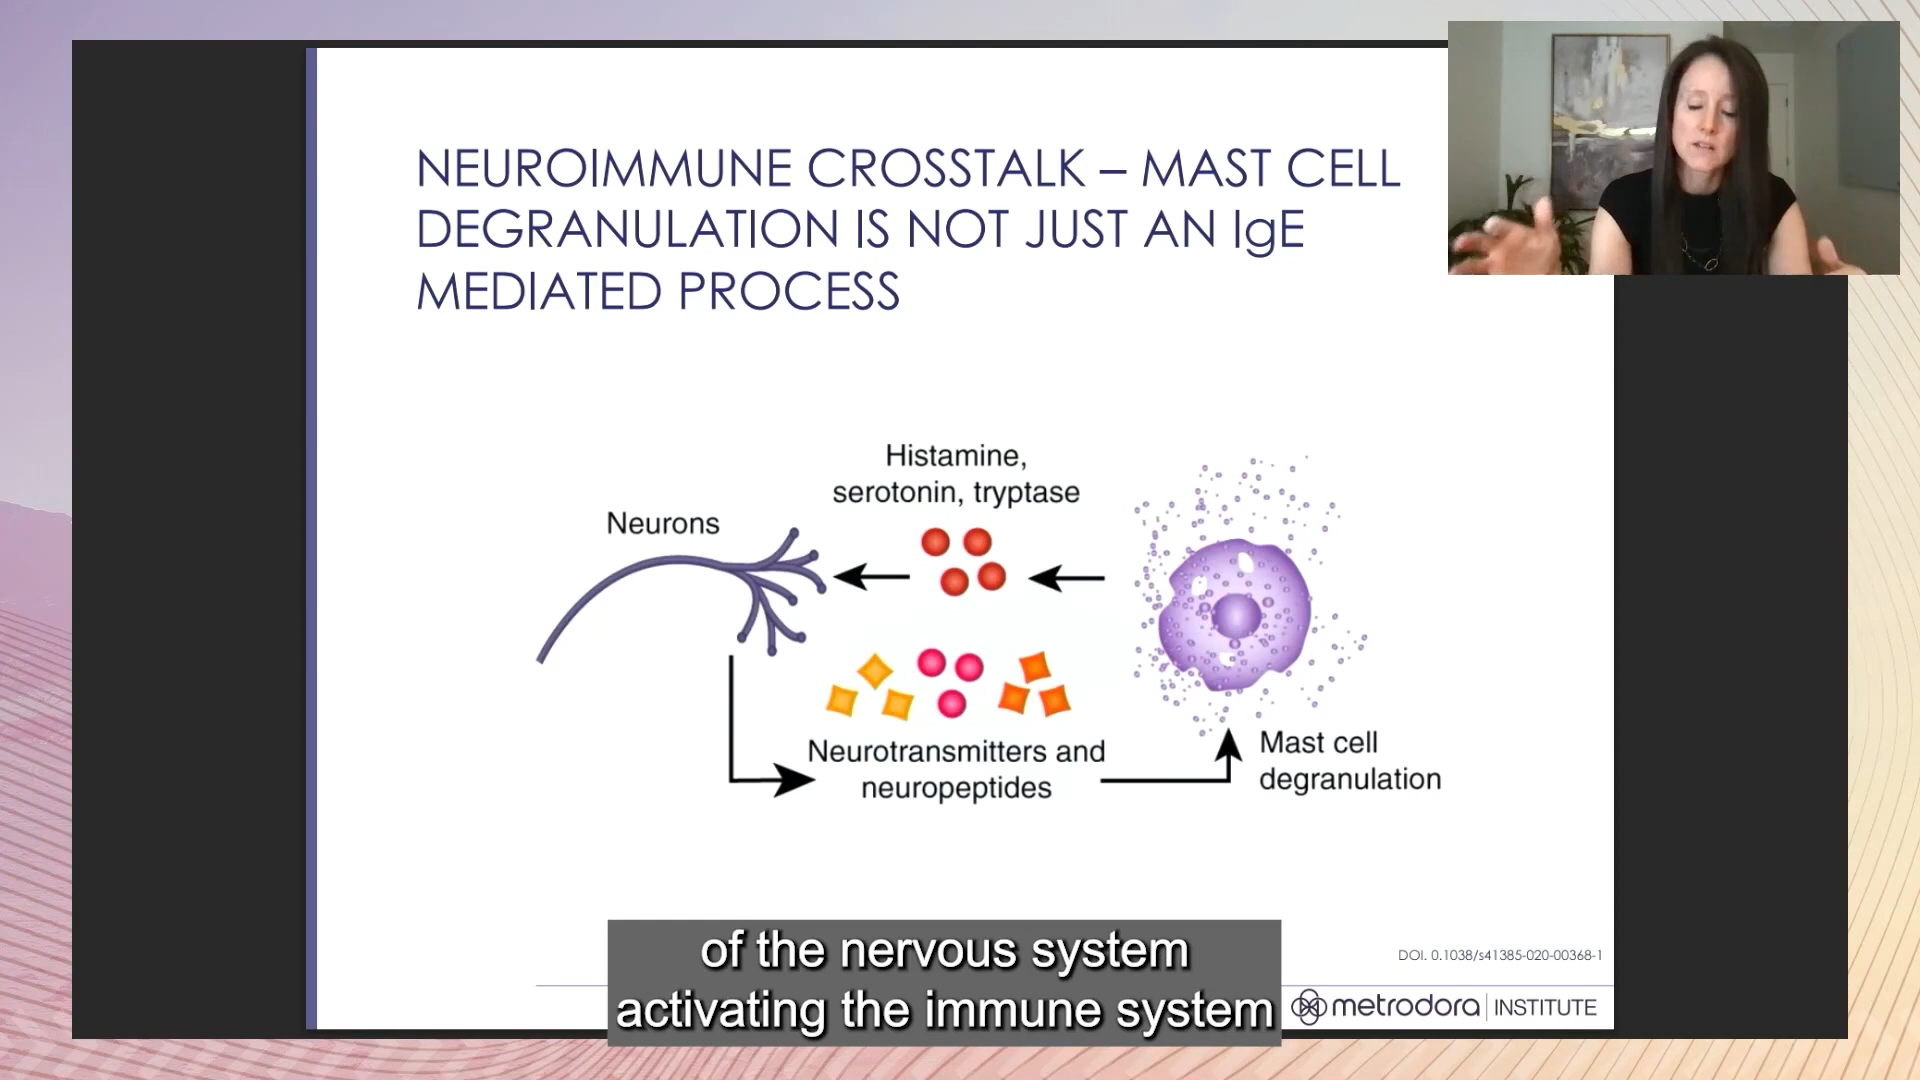 NEUROIMMUNE CROSSTALK – MAST CELL
DEGRANULATION IS NOT JUST AN IgE
MEDIATED PROCESS
Histamine,
serotonin, tryptase
Neurons
Neurotransmitters and
neuropeptides
Mast cell
degranulation
DOI. 0.1038/s41385-020-00368-1
metrodora INSTITUTE
of the nervous system
activating the immune system